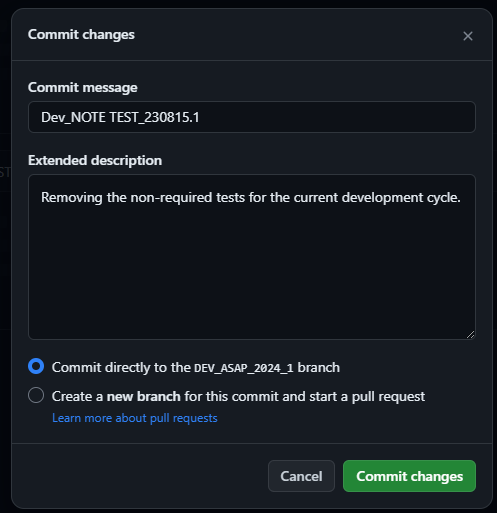 Commit changes
Commit message
Dev_NOTE TEST_230815.1
Extended description
Removing the non-required tests for the current development cycle.
Commit directly to the DEV_ASAP_2024_1 branch
Create a new branch for this commit and start a pull request
Learn more about pull requests
Cancel
Commit changes